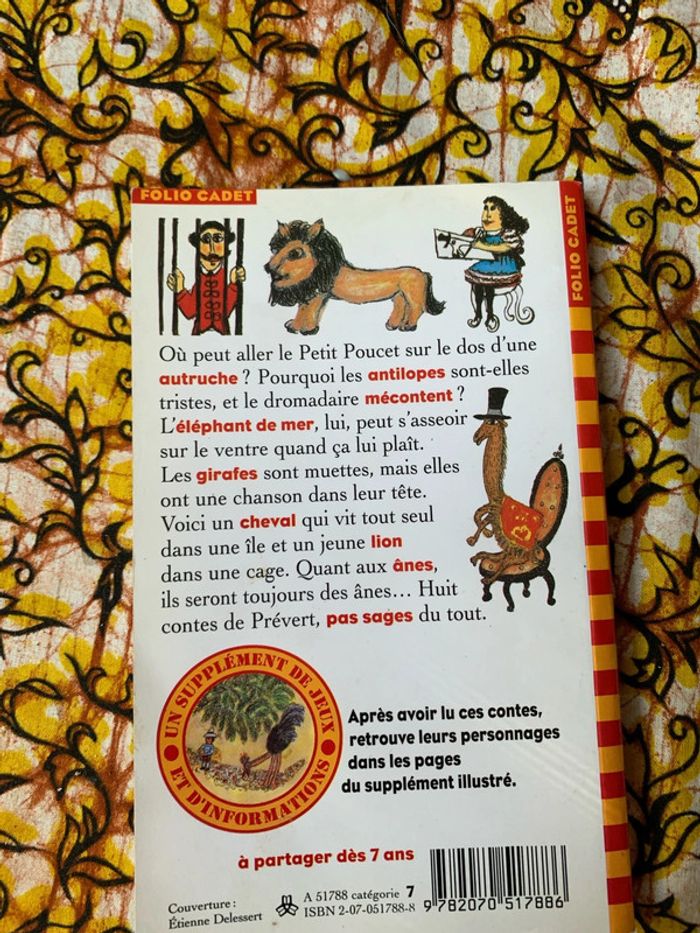 FOLIO CADET
FOLIO CADET
Où peut aller le Petit Poucet sur le dos d'une
autruche ? Pourquoi les antilopes sont-elles
tristes, et le dromadaire mécontent ?
L'éléphant de mer, lui, peut s'asseoir
sur le ventre quand ça lui plaît.
Les girafes sont muettes, mais elles
ont une chanson dans leur tête.
Voici un cheval qui vit tout seul
dans une île et un jeune lion
dans une cage. Quant aux ânes,
ils seront toujours des ânes... Huit
contes de Prévert, pas sages du tout.
UN SUPPLÉMENT DE JEUX
ET D'INFORMATIONS
Après avoir lu ces contes,
retrouve leurs personnages
dans les pages
du supplément illustré.
à partager dès 7 ans
Couverture :
Étienne Delessert
A 51788 catégorie 7
ISBN 2-07-051788-8
9 782070 517886